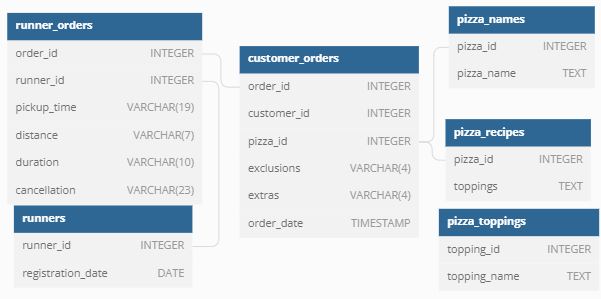 runner_orders
order_id INTEGER
runner_id INTEGER
pickup_time VARCHAR(19)
distance VARCHAR(7)
duration VARCHAR(10)
cancellation VARCHAR(23)
runners
runner_id INTEGER
registration_date DATE
customer_orders
order_id INTEGER
customer_id INTEGER
pizza_id INTEGER
exclusions VARCHAR(4)
extras VARCHAR(4)
order_date TIMESTAMP
pizza_names
pizza_id INTEGER
pizza_name TEXT
pizza_recipes
pizza_id INTEGER
toppings TEXT
pizza_toppings
topping_id INTEGER
topping_name TEXT